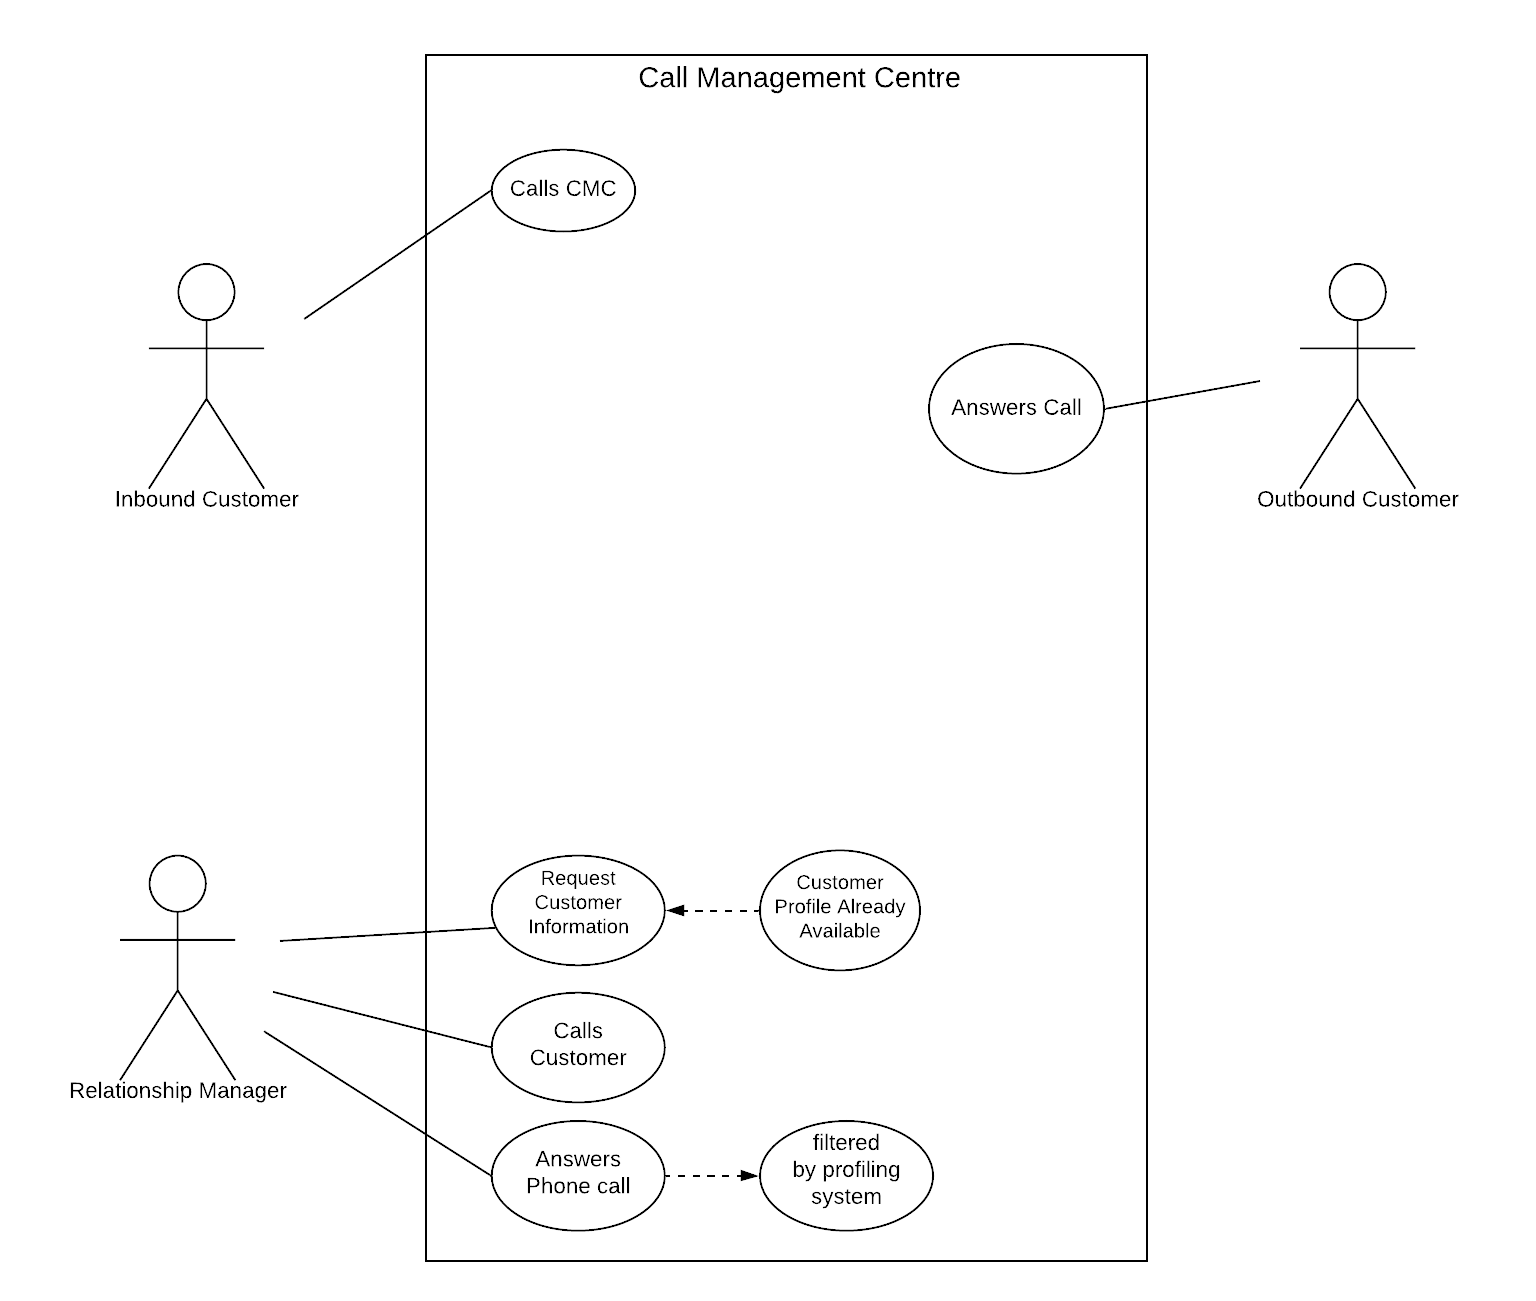 Call Management Centre
Calls CMC
Answers Call
Inbound Customer
Outbound Customer
Request
Customer
Information
Customer
Profile Already
Available
Calls
Customer
Relationship Manager
Answers
Phone call
filtered
by profiling
system